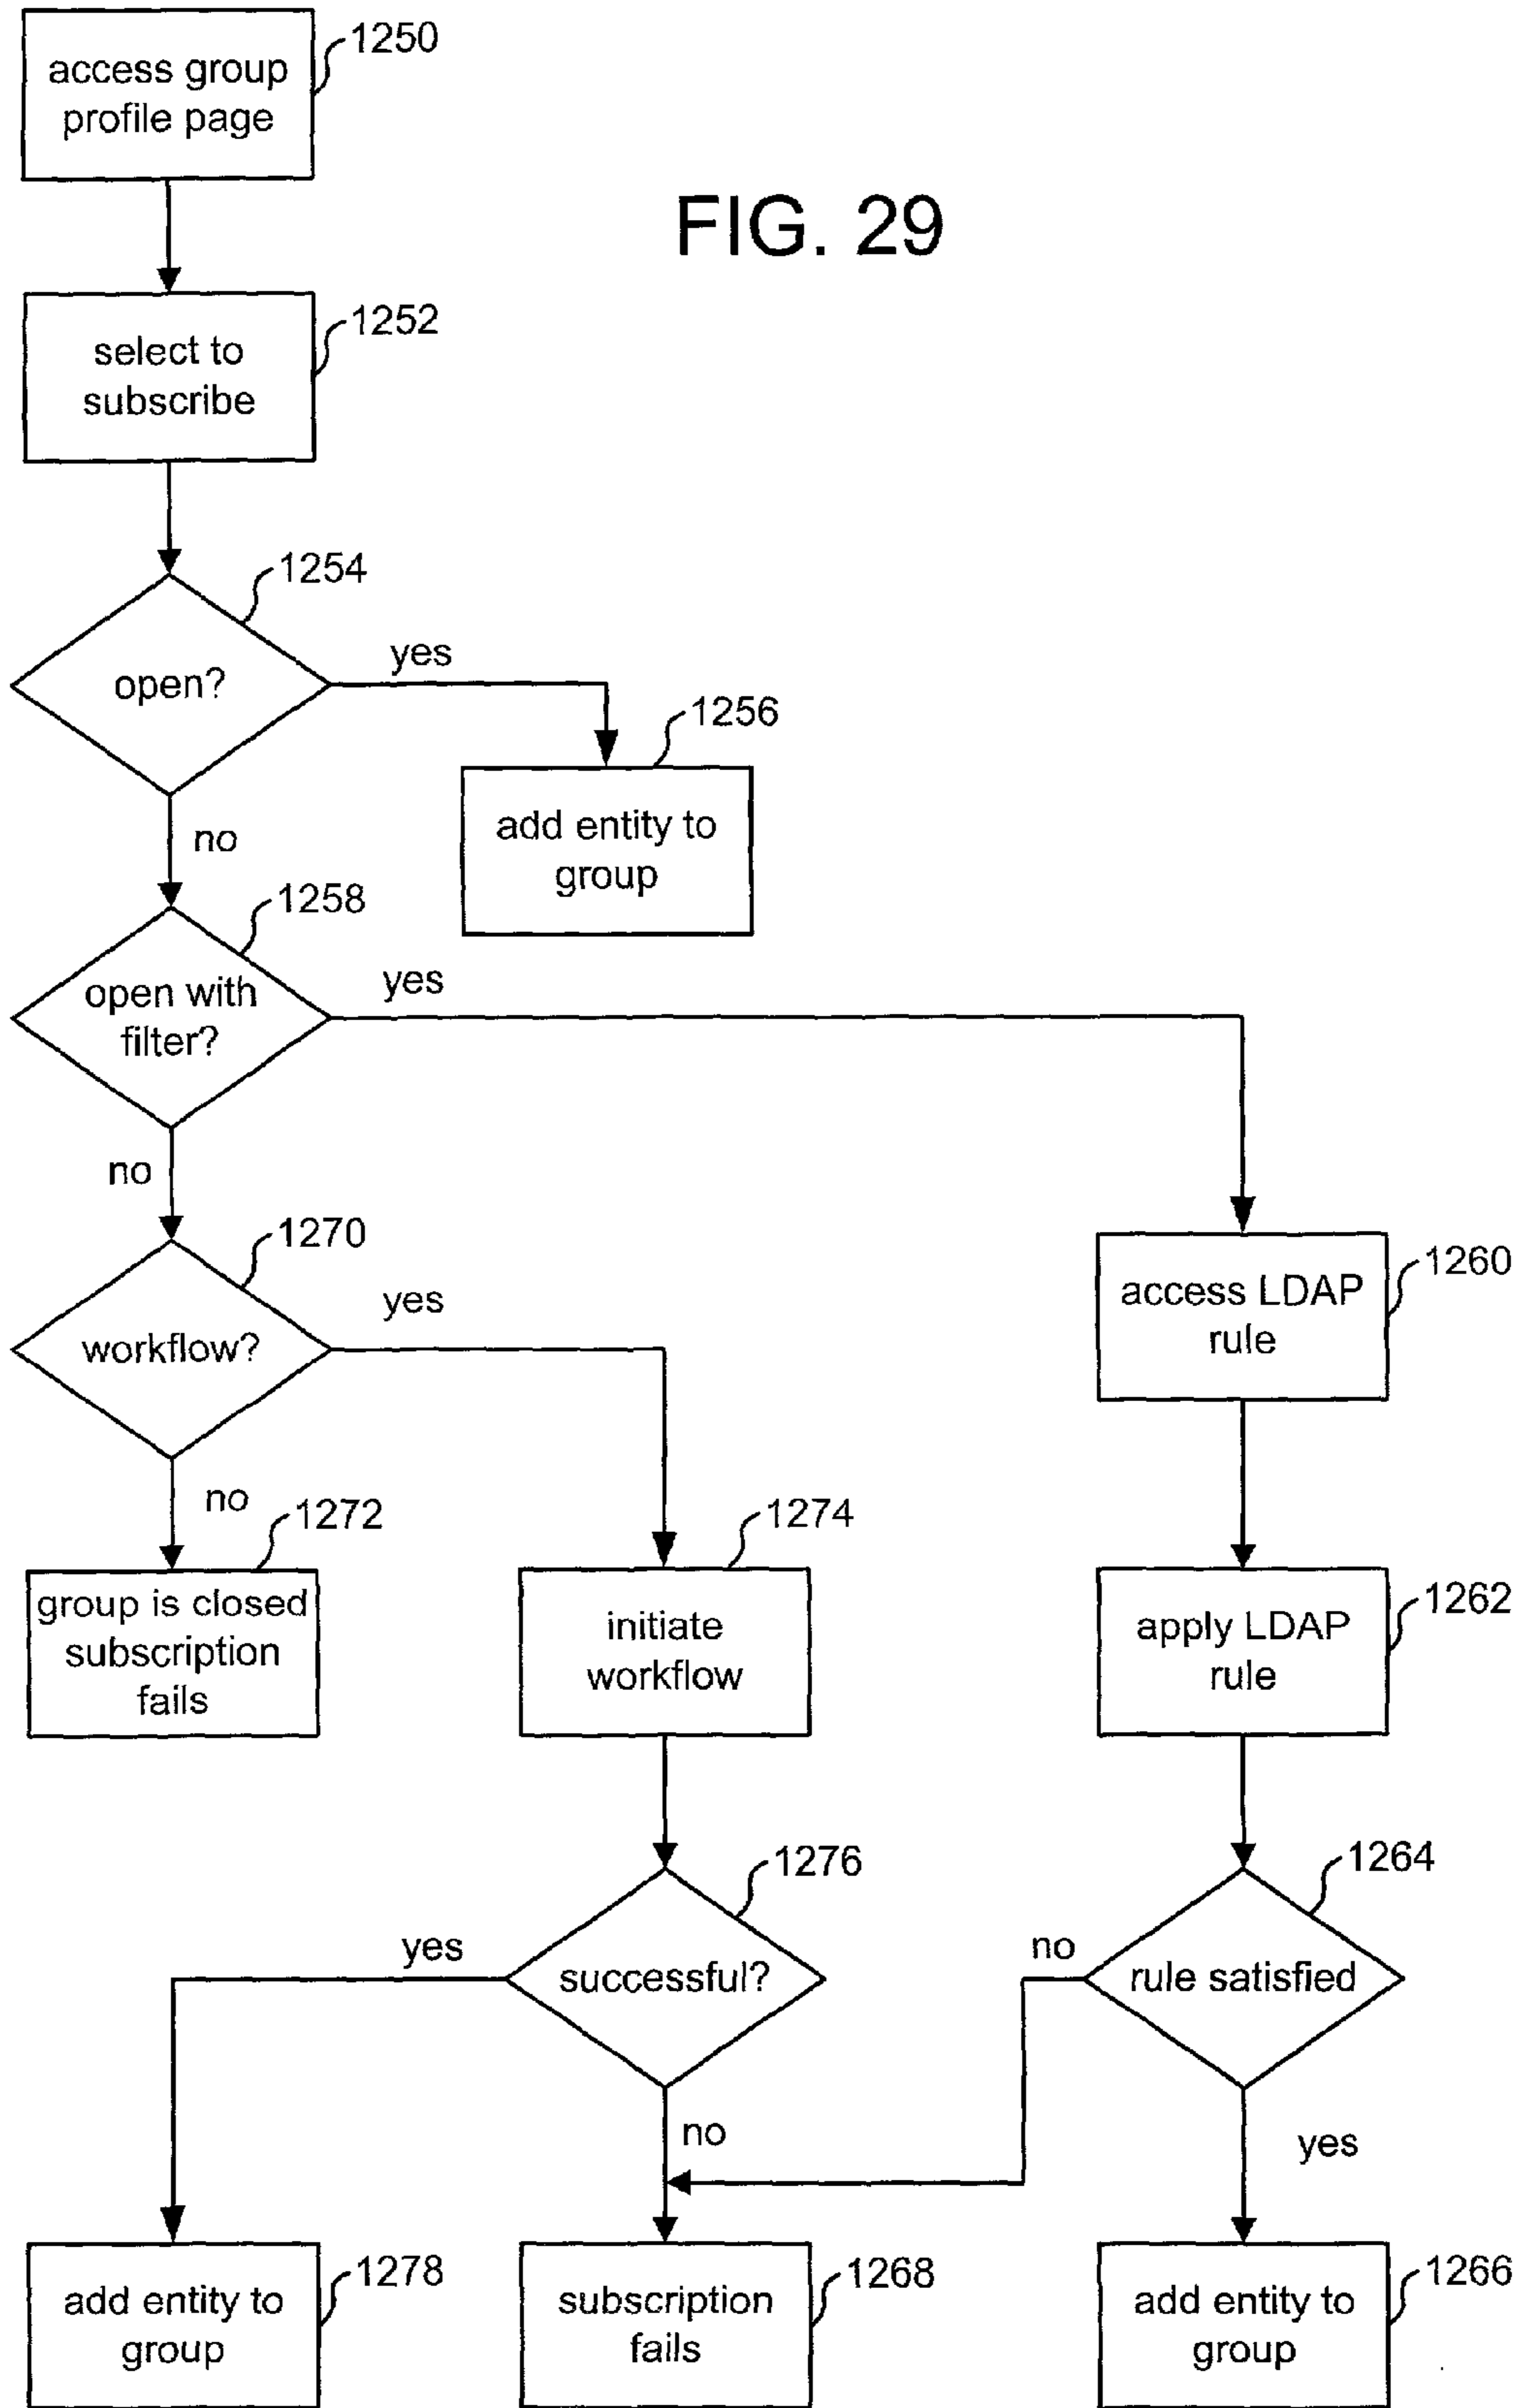 1250
access group
profile page
FIG. 29
1252
select to
subscribe
1254
open?
yes
1256
add entity to
group
no
1258
open with
filter?
yes
no
1270
workflow?
yes
1260
access LDAP
rule
no
1272
group is closed
subscription
fails
1274
initiate
workflow
1262
apply LDAP
rule
1276
successful?
yes
no
1264
rule satisfied
no
yes
1278
add entity to
group
1268
subscription
fails
1266
add entity to
group